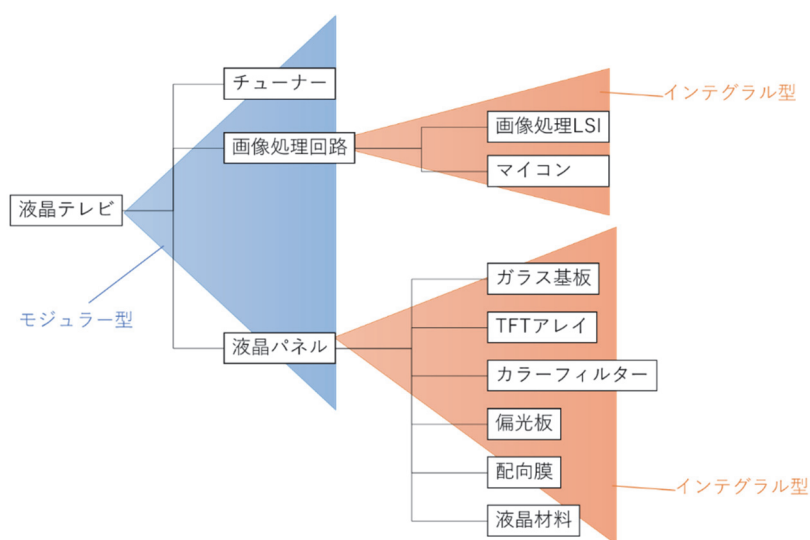 チューナー
インテグラル型
画像処理LSI
画像処理回路
マイコン
液晶テレビ
ガラス基板
モジュラー型
TFTアレイ
液晶パネル
カラーフィルター
偏光板
配向膜
インテグラル型
液晶材料